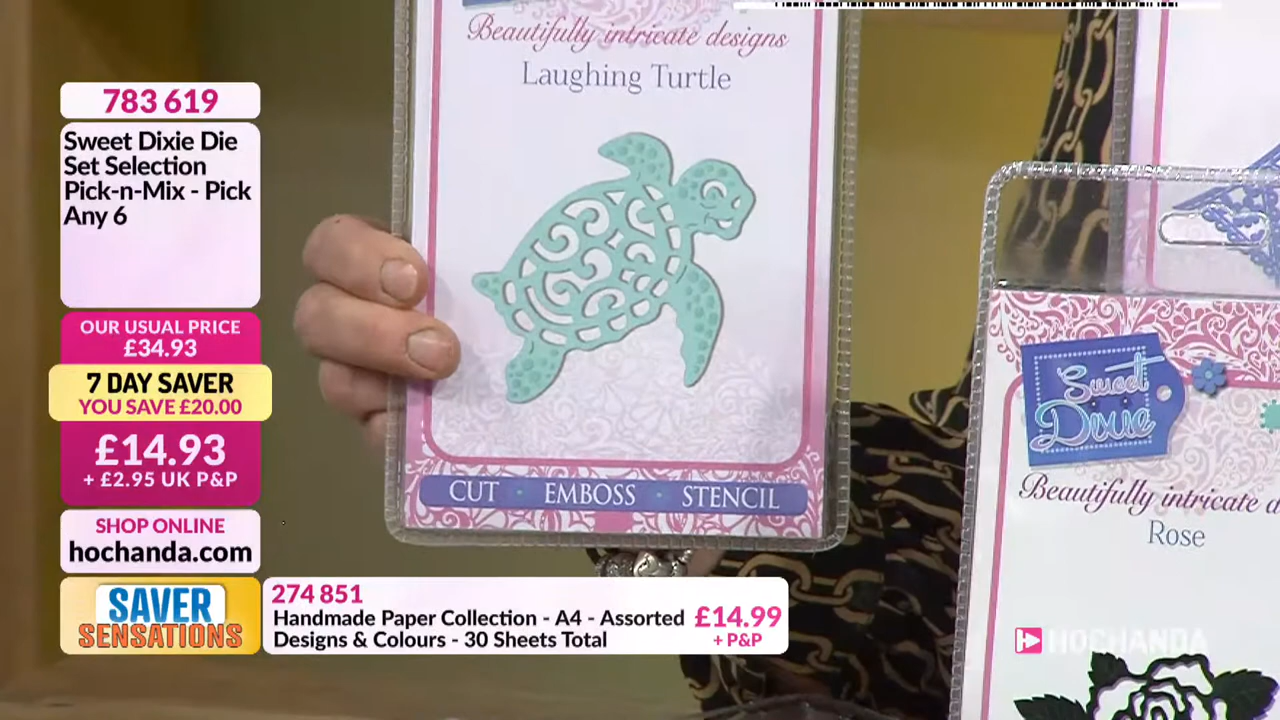 783 619
Sweet Dixie Die
Set Selection
Pick-n-Mix - Pick
Any 6
OUR USUAL PRICE
£34.93
7 DAY SAVER
YOU SAVE £20.00
£14.93
+ £2.95 UK P&P
SHOP ONLINE
hochanda.com
SAVER
SENSATIONS
274 851
Handmade Paper Collection - A4 - Assorted
Designs & Colours - 30 Sheets Total
£14.99
+ P&P
Beautifully intricate designs
Laughing Turtle
CUT · EMBOSS · STENCIL
Sweet
Dixie
Beautifully intricate d
Rose
HOCHANDA